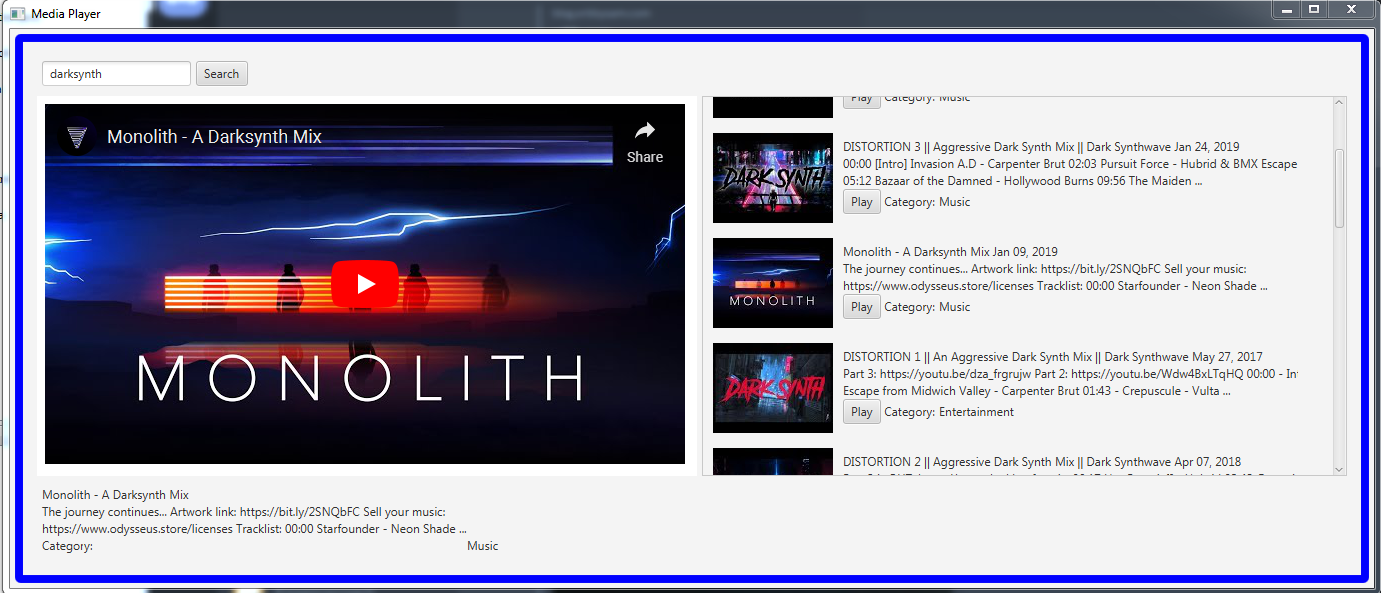 Media Player
darksynth
Search
Monolith - A Darksynth Mix
Share
MONOLITH
Monolith - A Darksynth Mix
The journey continues... Artwork link: https://bit.ly/2SNQbFC Sell your music:
https://www.odysseus.store/licenses Tracklist: 00:00 Starfounder - Neon Shade ...
Category: Music
Play Category: Music
DARK SYNTH
DISTORTION 3 || Aggressive Dark Synth Mix || Dark Synthwave Jan 24, 2019
00:00 [Intro] Invasion A.D - Carpenter Brut 02:03 Pursuit Force - Hubrid & BMX Escape
05:12 Bazaar of the Damned - Hollywood Burns 09:56 The Maiden ...
Play Category: Music
MONOLITH
Monolith - A Darksynth Mix Jan 09, 2019
The journey continues... Artwork link: https://bit.ly/2SNQbFC Sell your music:
https://www.odysseus.store/licenses Tracklist: 00:00 Starfounder - Neon Shade ...
Play Category: Music
DARK SYNTH
DISTORTION 1 || An Aggressive Dark Synth Mix || Dark Synthwave May 27, 2017
Part 3: https://youtu.be/dza_frgrujw Part 2: https://youtu.be/Wdw4BxLTqHQ 00:00 - In
Escape from Midwich Valley - Carpenter Brut 01:43 - Crepuscule - Vulta ...
Play Category: Entertainment
DISTORTION 2 || Aggressive Dark Synth Mix || Dark Synthwave Apr 07, 2018